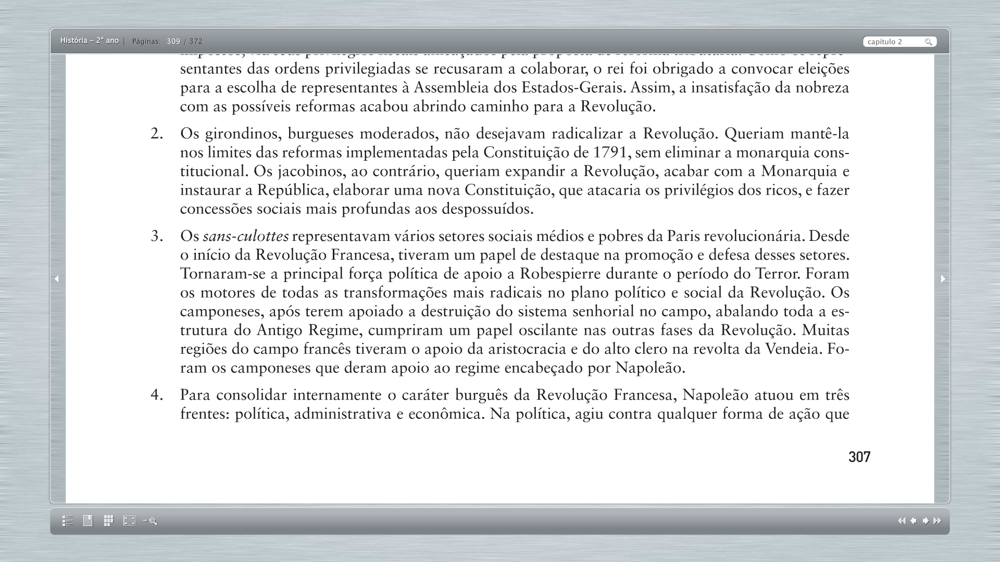 História – 2º ano | Páginas: 309 / 372
capítulo 2
sentantes das ordens privilegiadas se recusaram a colaborar, o rei foi obrigado a convocar eleições
para a escolha de representantes à Assembleia dos Estados-Gerais. Assim, a insatisfação da nobreza
com as possíveis reformas acabou abrindo caminho para a Revolução.
2. Os girondinos, burgueses moderados, não desejavam radicalizar a Revolução. Queriam mantê-la
nos limites das reformas implementadas pela Constituição de 1791, sem eliminar a monarquia cons-
titucional. Os jacobinos, ao contrário, queriam expandir a Revolução, acabar com a Monarquia e
instaurar a República, elaborar uma nova Constituição, que atacaria os privilégios dos ricos, e fazer
concessões sociais mais profundas aos despossuídos.
3. Os sans-culottes representavam vários setores sociais médios e pobres da Paris revolucionária. Desde
o início da Revolução Francesa, tiveram um papel de destaque na promoção e defesa desses setores.
Tornaram-se a principal força política de apoio a Robespierre durante o período do Terror. Foram
os motores de todas as transformações mais radicais no plano político e social da Revolução. Os
camponeses, após terem apoiado a destruição do sistema senhorial no campo, abalando toda a es-
trutura do Antigo Regime, cumpriram um papel oscilante nas outras fases da Revolução. Muitas
regiões do campo francês tiveram o apoio da aristocracia e do alto clero na revolta da Vendeia. Fo-
ram os camponeses que deram apoio ao regime encabeçado por Napoleão.
4. Para consolidar internamente o caráter burguês da Revolução Francesa, Napoleão atuou em três
frentes: política, administrativa e econômica. Na política, agiu contra qualquer forma de ação que
307